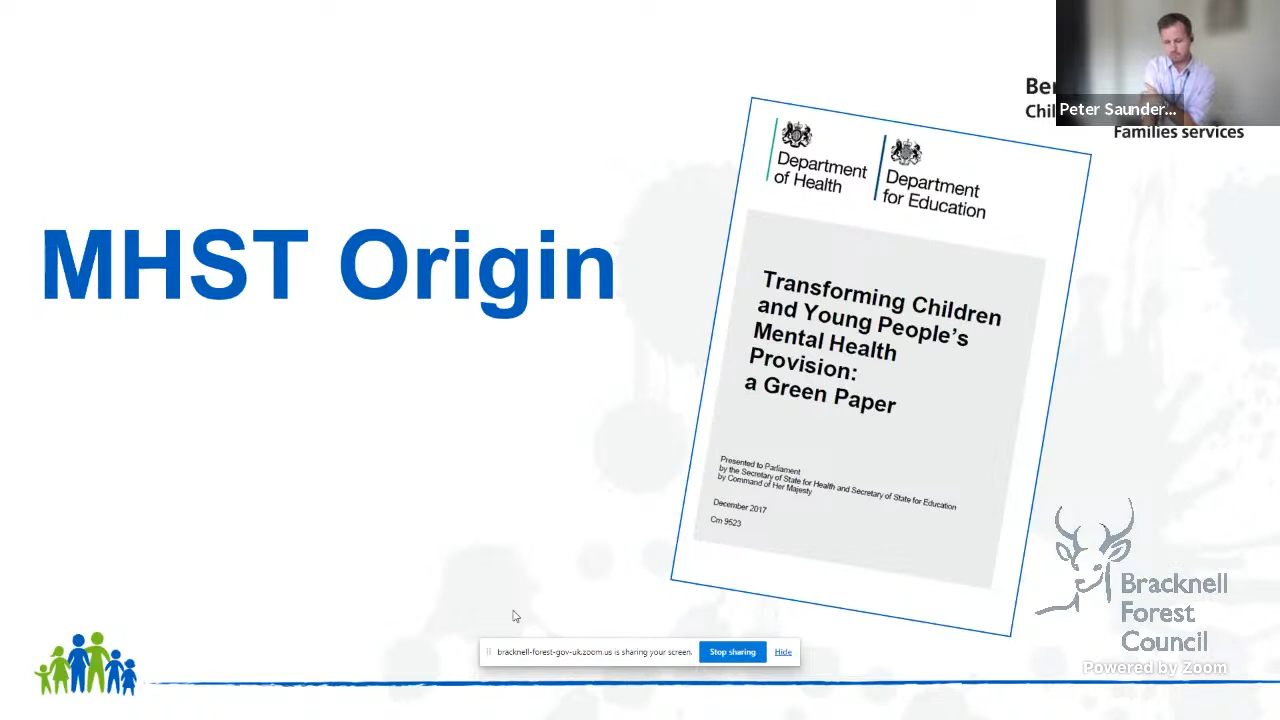 Ber
Chil
Peter Saunder...
Families services
Department
of Health
Department
for Education
MHST Origin
Transforming Children
and Young People's
Mental Health
Provision:
a Green Paper
Presented to Parliament
by the Secretary of State for Health and Secretary of State for Education
by Command of Her Majesty
December 2017
Cm 9523
Bracknell
Forest
Council
bracknell-forest-gov-uk.zoom.us is sharing your screen.
Stop sharing
Hide
Powered by Zoom